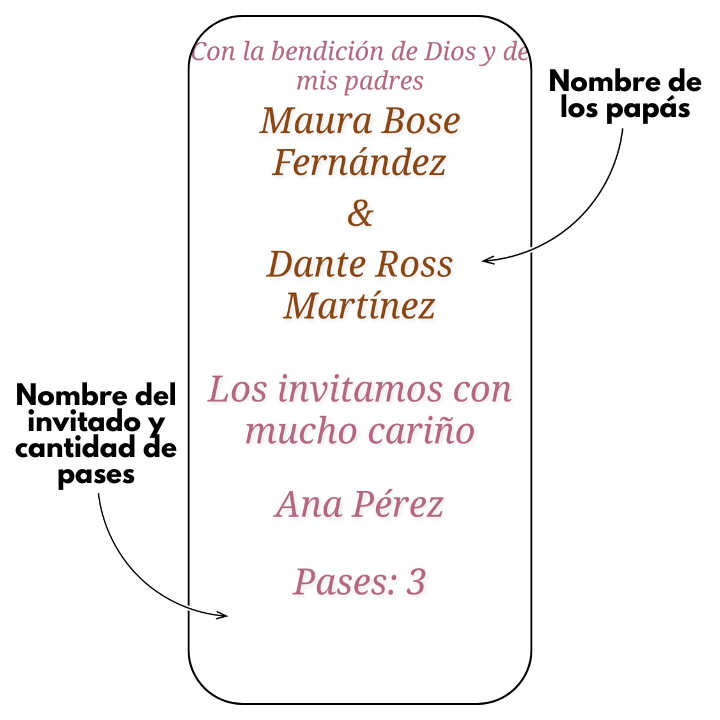 Con la bendición de Dios y de
mis padres
Maura Bose
Fernández
&
Dante Ross
Martínez
Los invitamos con
mucho cariño
Ana Pérez
Pases: 3
Nombre de
los papás
Nombre del
invitado y
cantidad de
pases